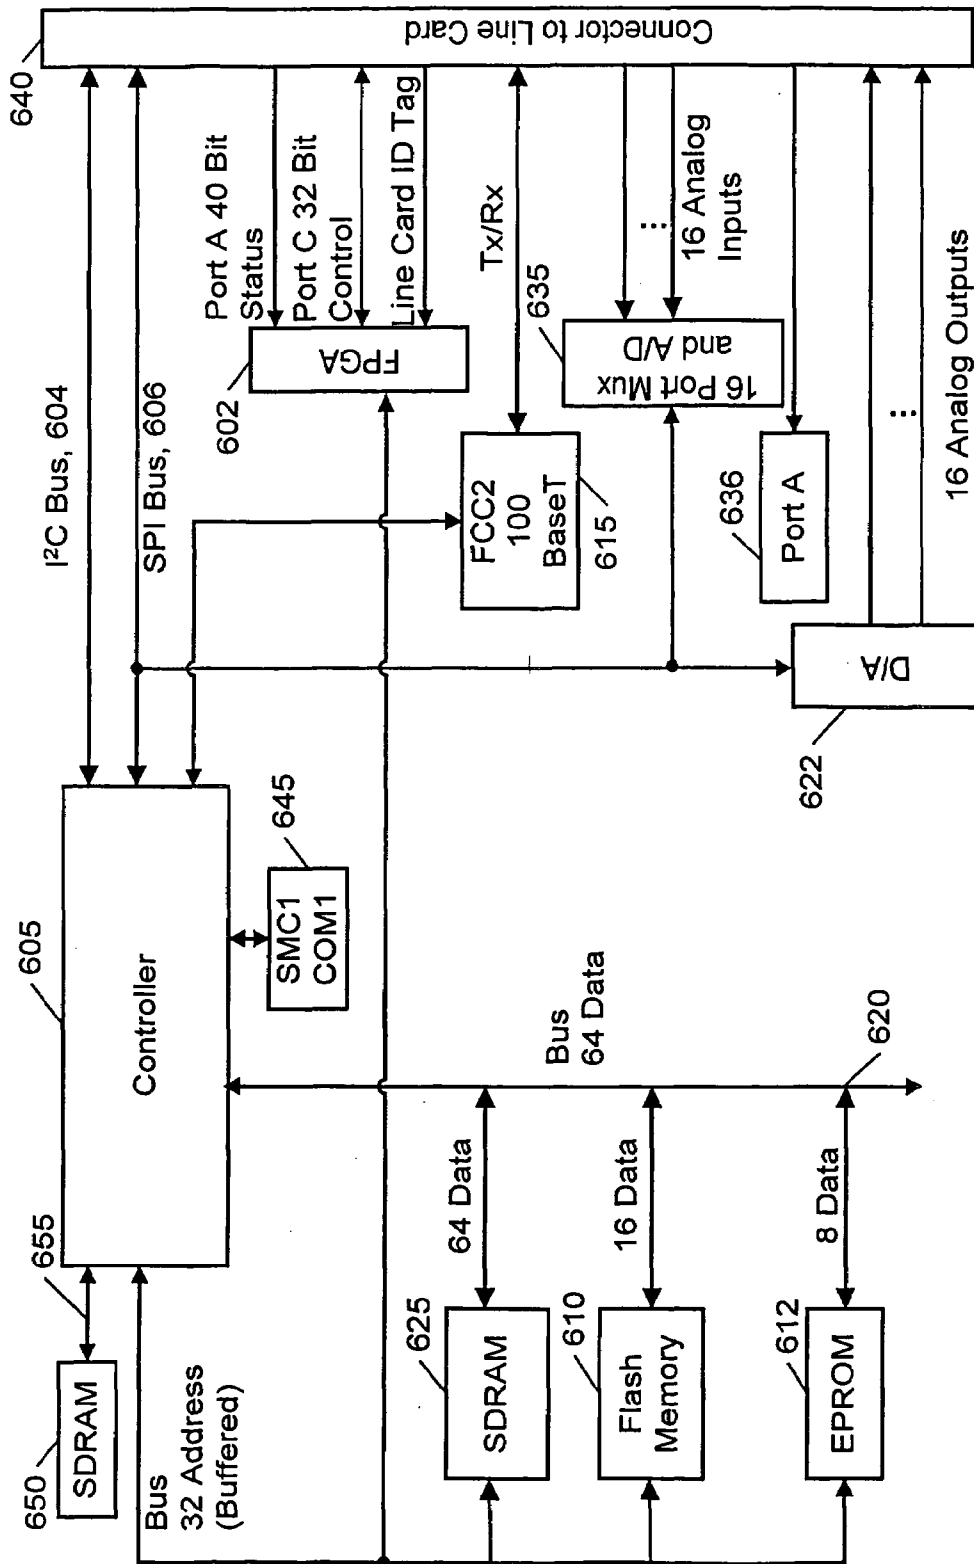 650
SDRAM
655
605
Controller
I²C Bus, 604
SPI Bus, 606
640
Connector to Line Card
Bus
32 Address
(Buffered)
SMC1
COM1
645
602
FPGA
Port A 40 Bit
Status
Port C 32 Bit
Control
Line Card ID Tag
625
SDRAM
64 Data
FCC2
100
BaseT
615
Tx/Rx
Bus
64 Data
610
Flash
Memory
16 Data
635
16 Port Mux
and A/D
...
16 Analog
Inputs
612
EPROM
8 Data
620
636
Port A
622
D/A
...
16 Analog Outputs